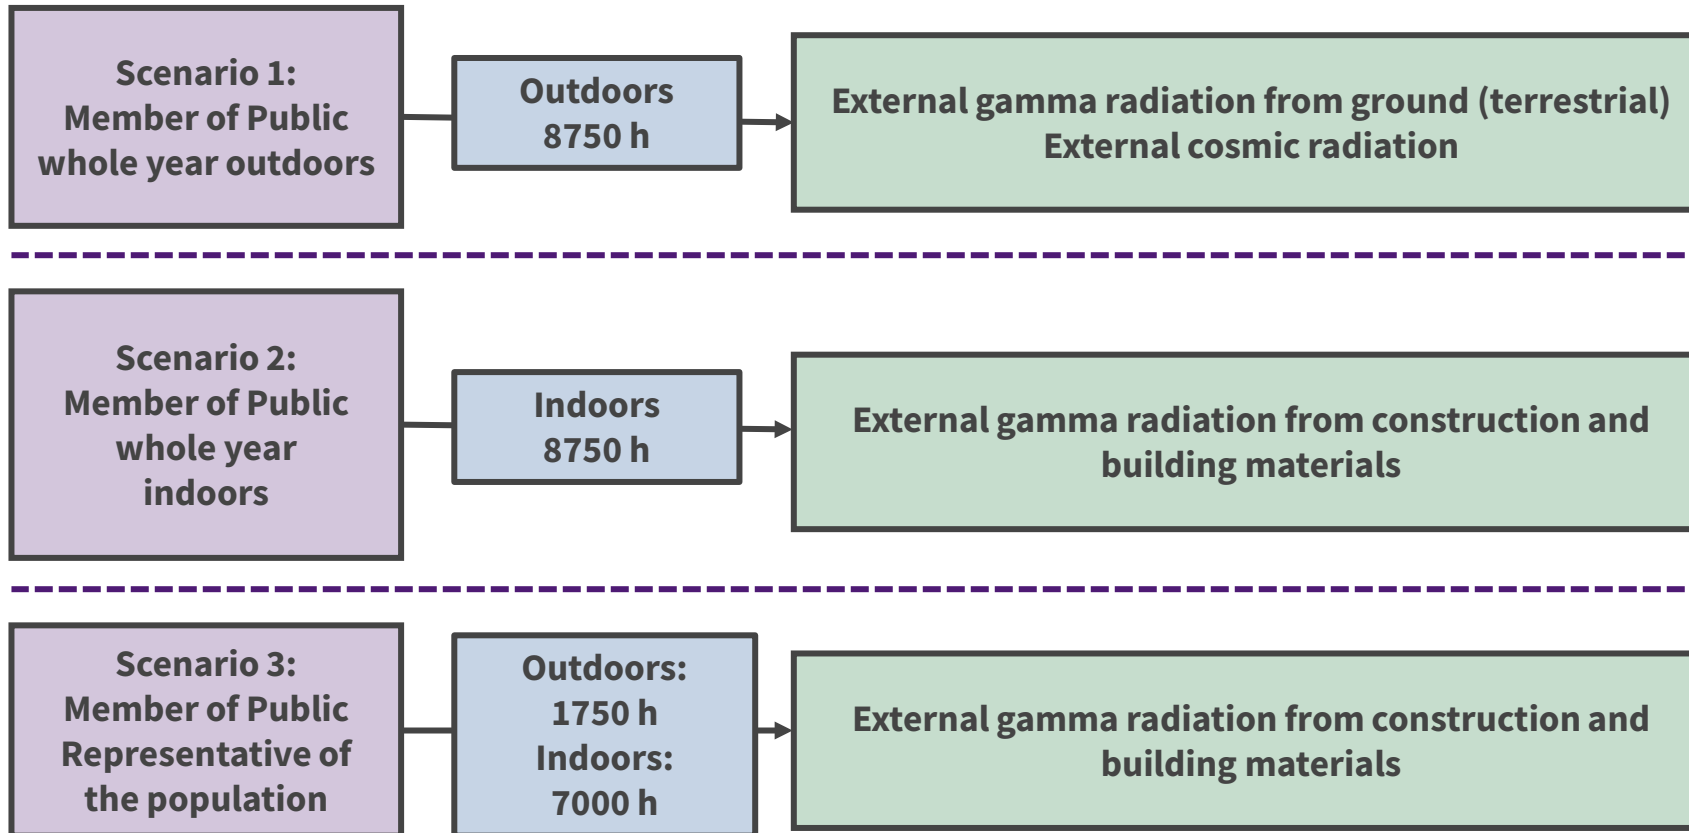 Scenario 1:
Member of Public
whole year outdoors
Outdoors
8750 h
External gamma radiation from ground (terrestrial)
External cosmic radiation
Scenario 2:
Member of Public
whole year
indoors
Indoors
8750 h
External gamma radiation from construction and
building materials
Scenario 3:
Member of Public
Representative of
the population
Outdoors:
1750 h
Indoors:
7000 h
External gamma radiation from construction and
building materials